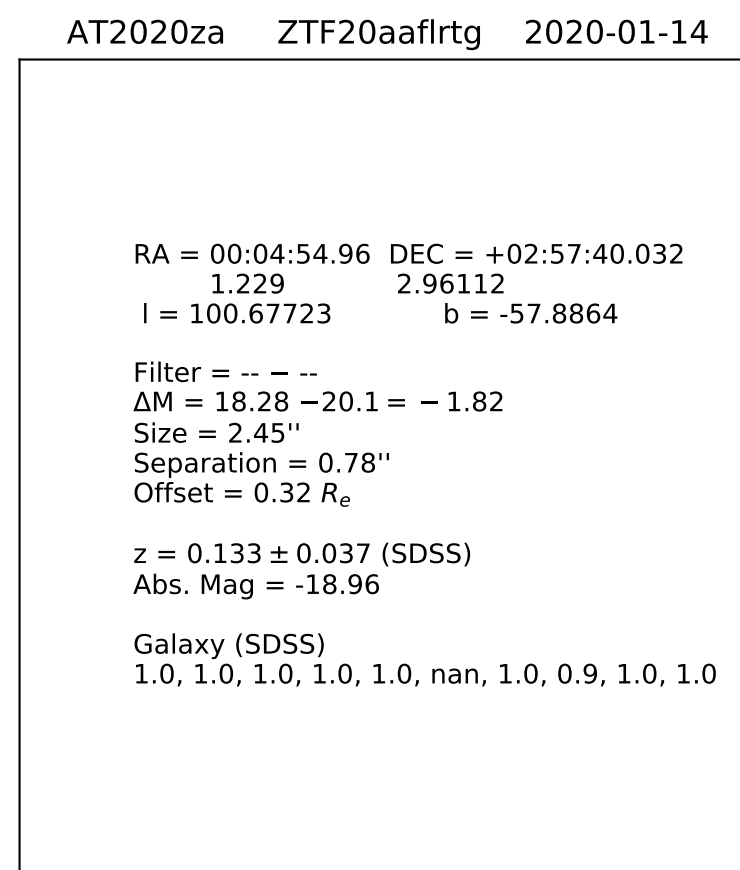 AT2020za ZTF20aaflrtg 2020-01-14
RA = 00:04:54.96 DEC = +02:57:40.032
1.229 2.96112
l = 100.67723 b = -57.8864
Filter = -- − --
ΔM = 18.28 −20.1 = − 1.82
Size = 2.45''
Separation = 0.78''
Offset = 0.32 Re
z = 0.133 ± 0.037 (SDSS)
Abs. Mag = -18.96
Galaxy (SDSS)
1.0, 1.0, 1.0, 1.0, 1.0, nan, 1.0, 0.9, 1.0, 1.0